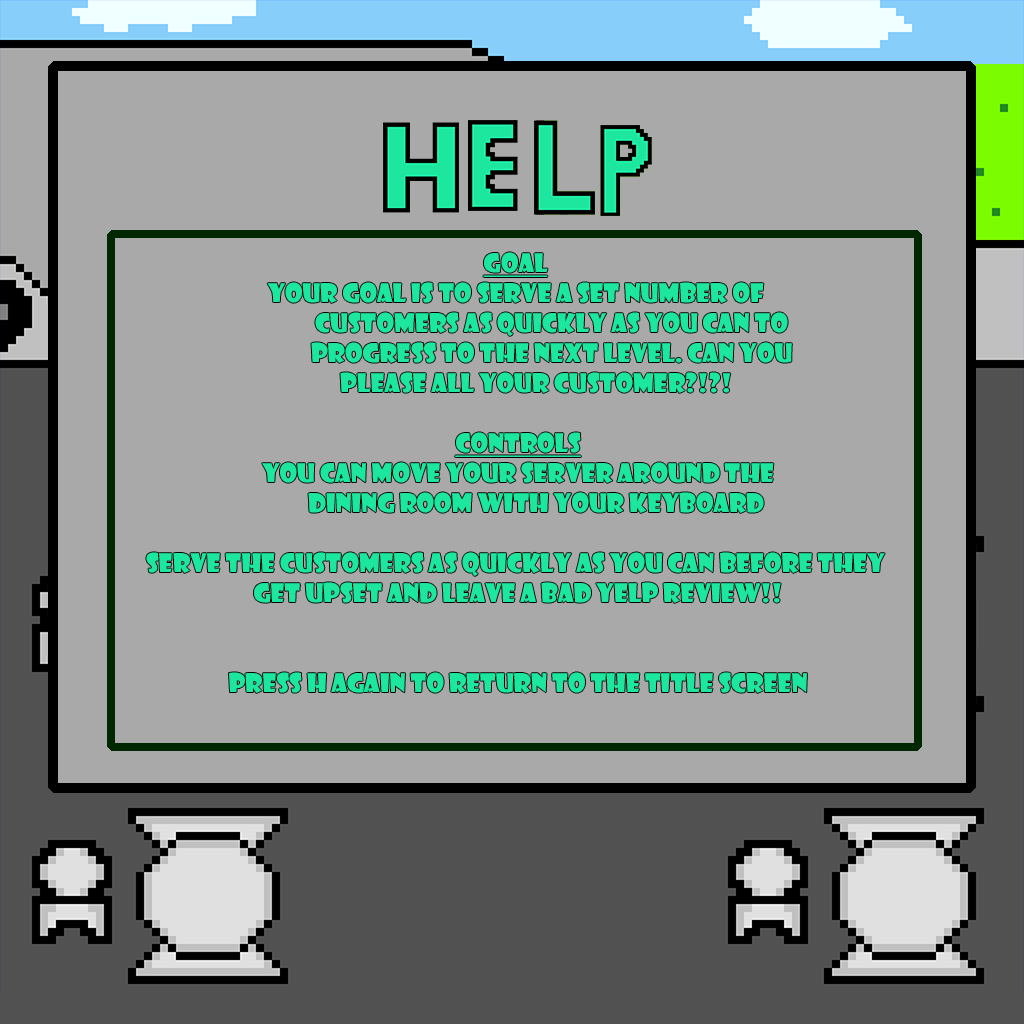 HELP
GOAL
YOUR GOAL IS TO SERVE A SET NUMBER OF
CUSTOMERS AS QUICKLY AS YOU CAN TO
PROGRESS TO THE NEXT LEVEL. CAN YOU
PLEASE ALL YOUR CUSTOMER?!?!
CONTROLS
YOU CAN MOVE YOUR SERVER AROUND THE
DINING ROOM WITH YOUR KEYBOARD
SERVE THE CUSTOMERS AS QUICKLY AS YOU CAN BEFORE THEY
GET UPSET AND LEAVE A BAD YELP REVIEW!!
PRESS H AGAIN TO RETURN TO THE TITLE SCREEN